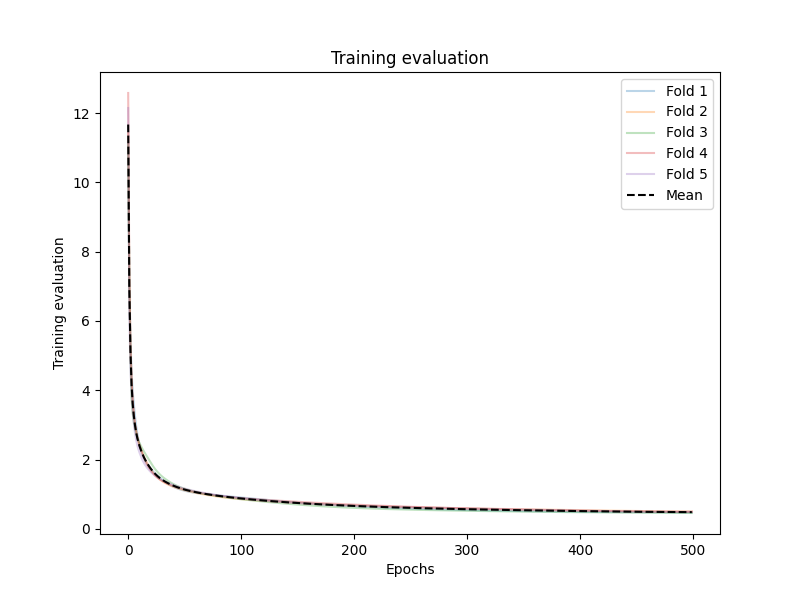 Training evaluation
Fold 1
Fold 2
Fold 3
Fold 4
Fold 5
Mean
Training evaluation
12
10
8
6
4
2
0
0 100 200 300 400 500
Epochs